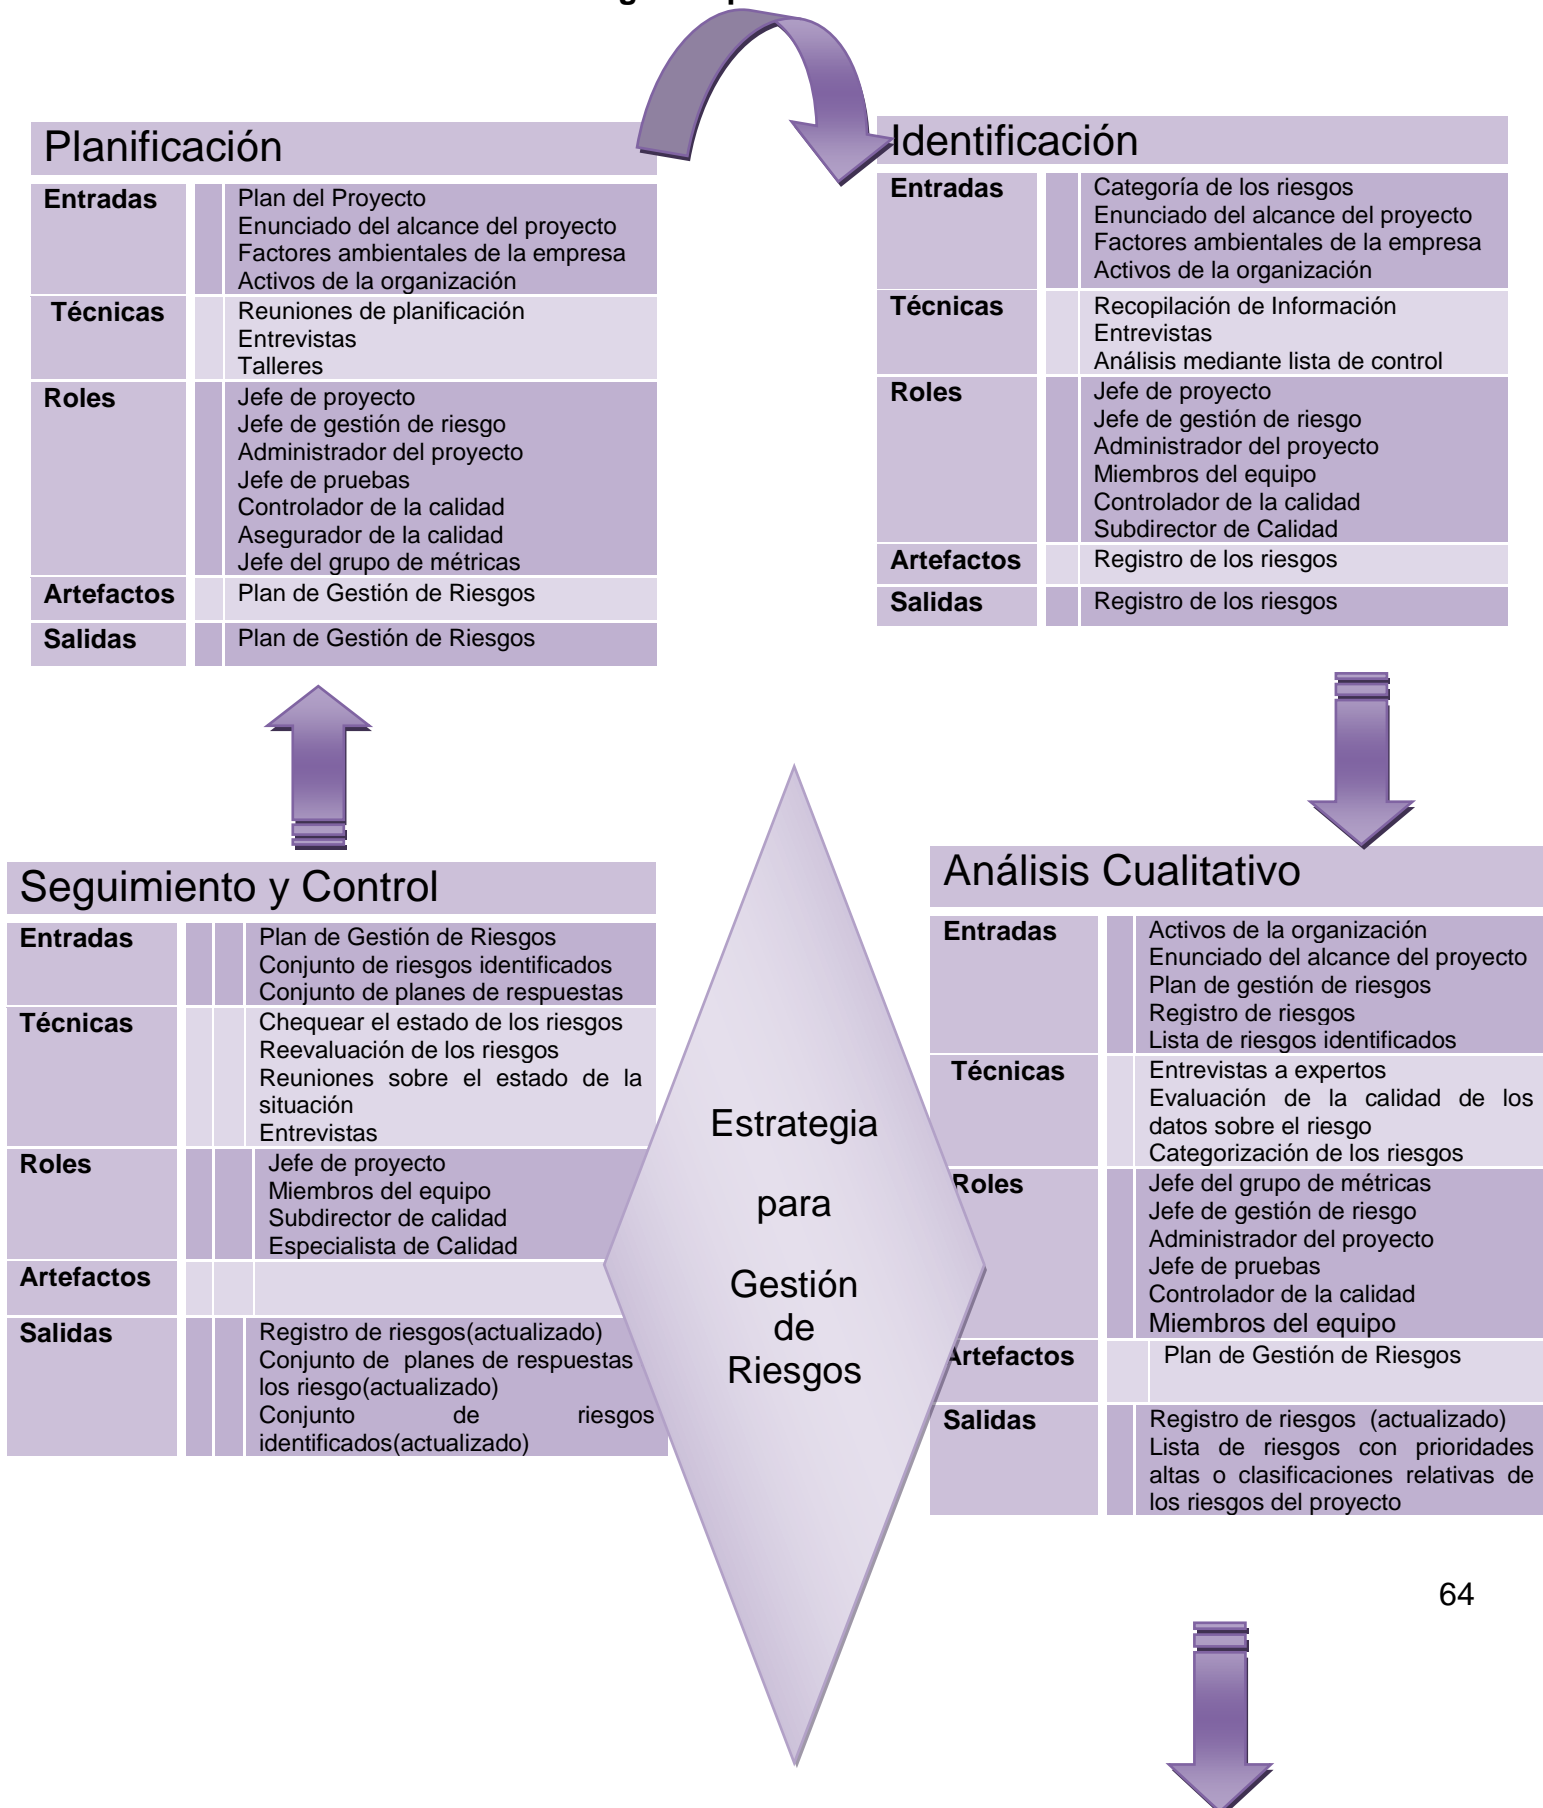 Planificación
Entradas
Plan del Proyecto
Enunciado del alcance del proyecto
Factores ambientales de la empresa
Activos de la organización
Técnicas
Reuniones de planificación
Entrevistas
Talleres
Roles
Jefe de proyecto
Jefe de gestión de riesgo
Administrador del proyecto
Jefe de pruebas
Controlador de la calidad
Asegurador de la calidad
Jefe del grupo de métricas
Artefactos
Plan de Gestión de Riesgos
Salidas
Plan de Gestión de Riesgos
Identificación
Entradas
Categoría de los riesgos
Enunciado del alcance del proyecto
Factores ambientales de la empresa
Activos de la organización
Técnicas
Recopilación de Información
Entrevistas
Análisis mediante lista de control
Roles
Jefe de proyecto
Jefe de gestión de riesgo
Administrador del proyecto
Miembros del equipo
Controlador de la calidad
Subdirector de Calidad
Artefactos
Registro de los riesgos
Salidas
Registro de los riesgos
Seguimiento y Control
Entradas
Plan de Gestión de Riesgos
Conjunto de riesgos identificados
Conjunto de planes de respuestas
Técnicas
Chequear el estado de los riesgos
Reevaluación de los riesgos
Reuniones sobre el estado de la
situación
Entrevistas
Roles
Jefe de proyecto
Miembros del equipo
Subdirector de calidad
Especialista de Calidad
Artefactos
Salidas
Registro de riesgos(actualizado)
Conjunto de planes de respuestas
los riesgo(actualizado)
Conjunto de riesgos
identificados(actualizado)
Estrategia
para
Gestión
de
Riesgos
Análisis Cualitativo
Entradas
Activos de la organización
Enunciado del alcance del proyecto
Plan de gestión de riesgos
Registro de riesgos
Lista de riesgos identificados
Técnicas
Entrevistas a expertos
Evaluación de la calidad de los
datos sobre el riesgo
Categorización de los riesgos
Roles
Jefe del grupo de métricas
Jefe de gestión de riesgo
Administrador del proyecto
Jefe de pruebas
Controlador de la calidad
Miembros del equipo
Artefactos
Plan de Gestión de Riesgos
Salidas
Registro de riesgos (actualizado)
Lista de riesgos con prioridades
altas o clasificaciones relativas de
los riesgos del proyecto
64